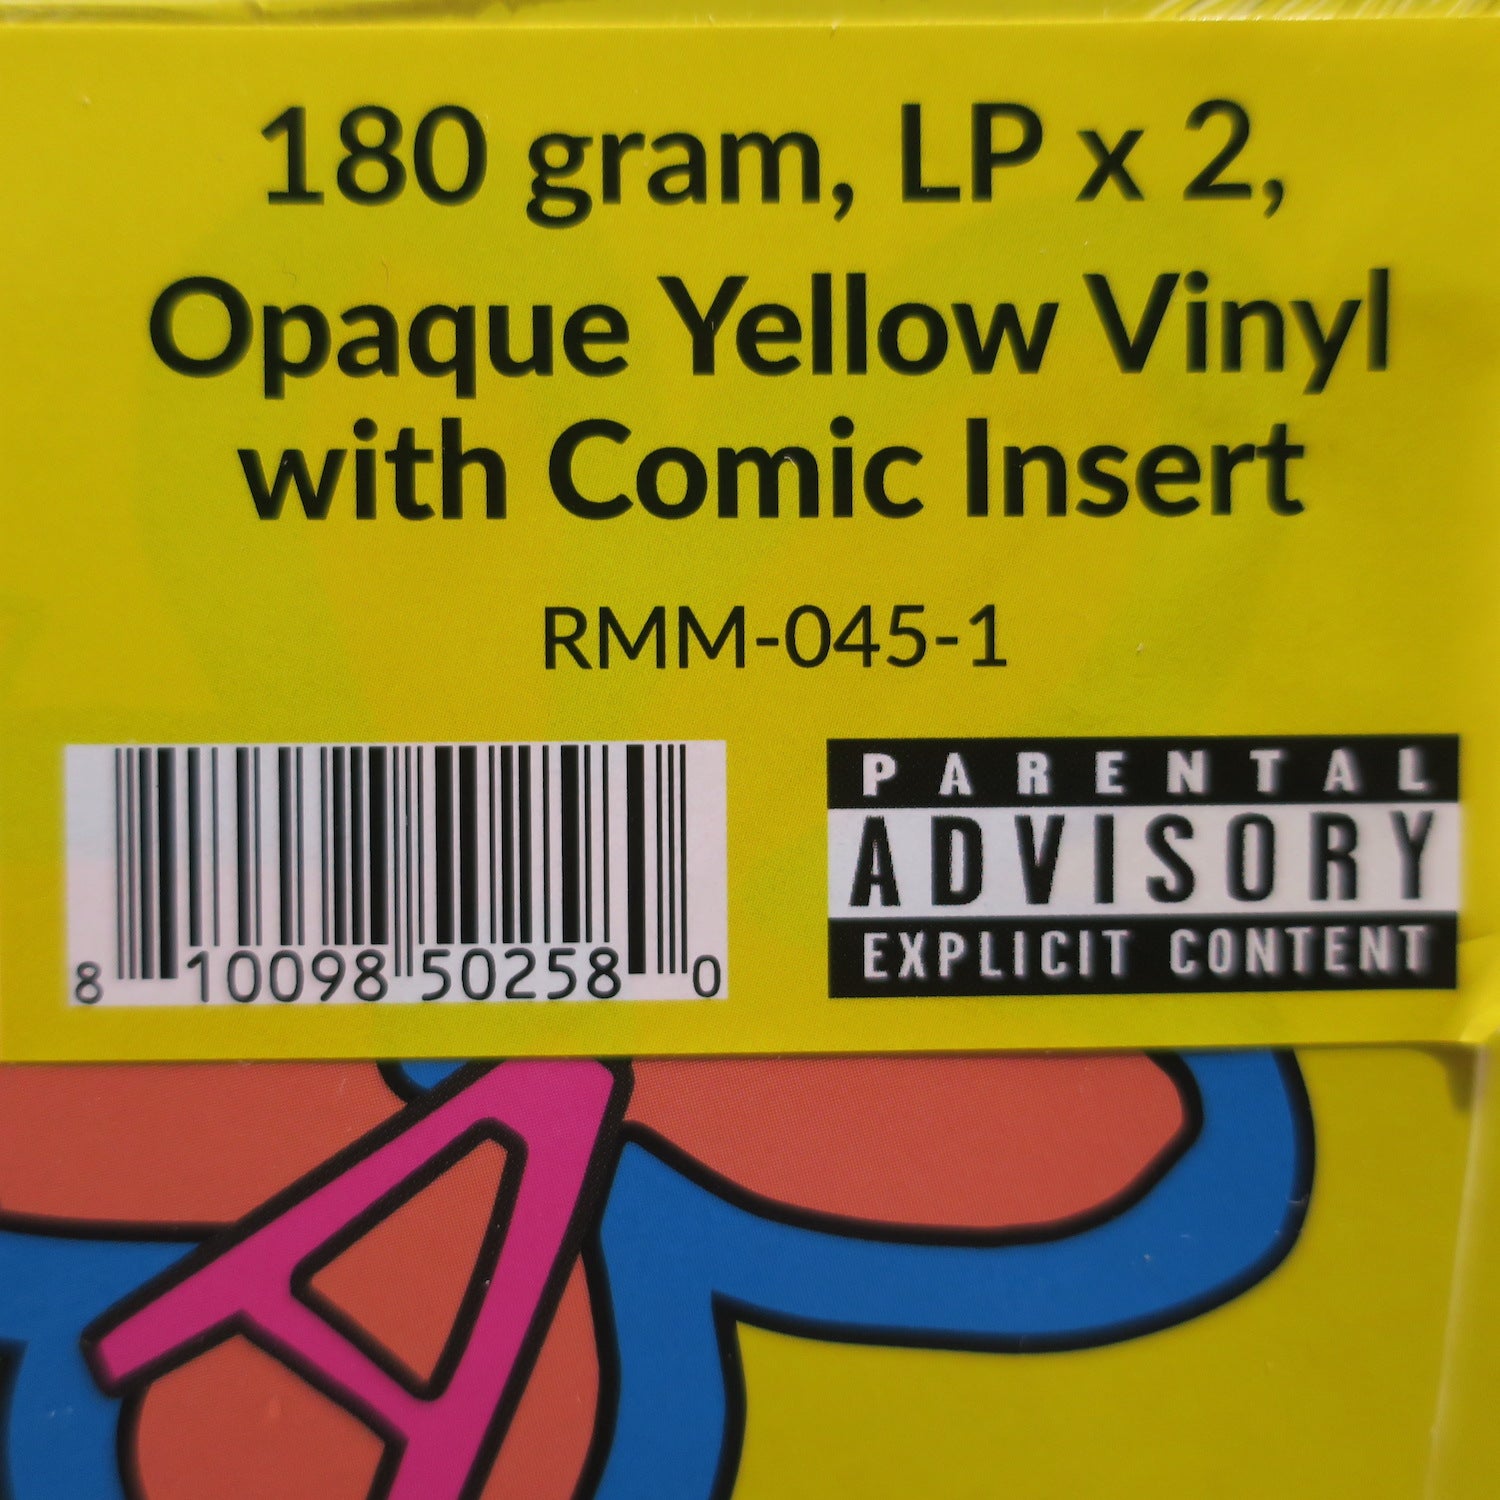 180 gram, LP x 2,
Opaque Yellow Vinyl
with Comic Insert
RMM-045-1
8 10098 50258 0
PARENTAL
ADVISORY
EXPLICIT CONTENT
A